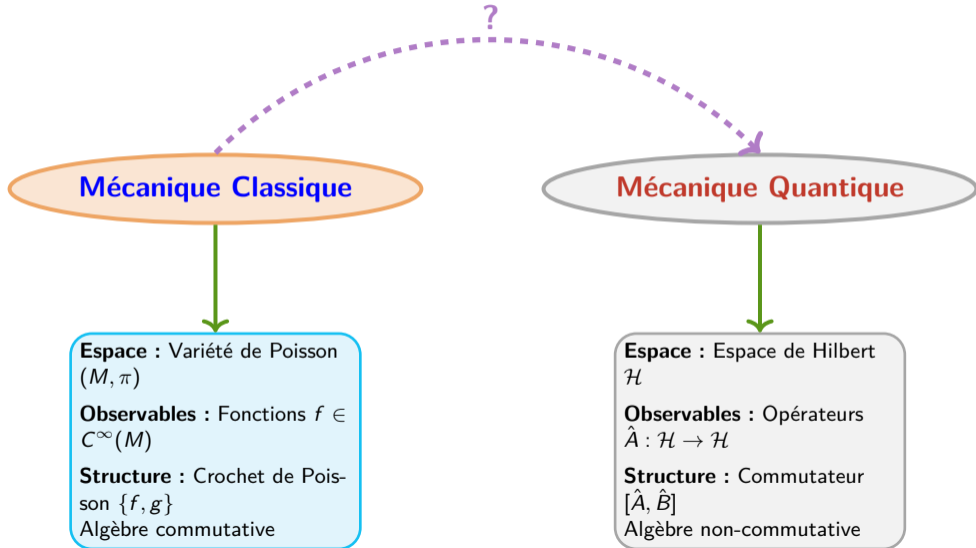 ?
Mécanique Classique
Mécanique Quantique
Espace : Variété de Poisson
(M, π)
Observables : Fonctions f ∈
C∞(M)
Structure : Crochet de Pois-
son {f, g}
Algèbre commutative
Espace : Espace de Hilbert
ℋ
Observables : Opérateurs
Â : ℋ → ℋ
Structure : Commutateur
[Â, B̂]
Algèbre non-commutative